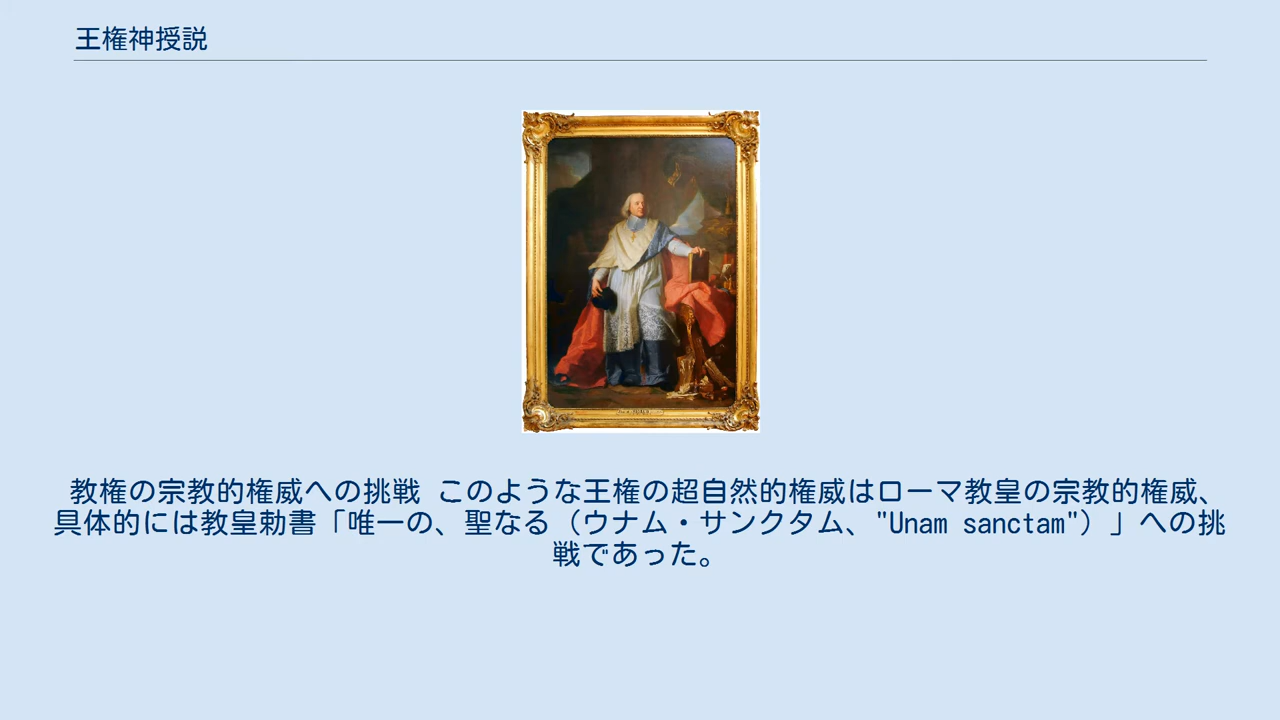 王権神授説
教権の宗教的権威への挑戦 このような王権の超自然的権威はローマ教皇の宗教的権威、
具体的には教皇勅書「唯一の、聖なる（ウナム・サンクタム、"Unam sanctam"）」への挑
戦であった。